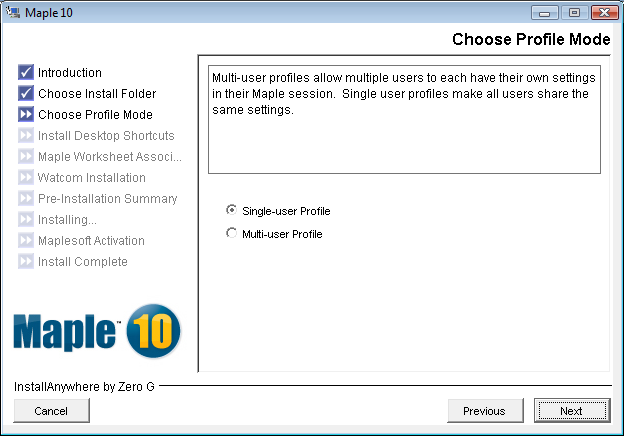 Maple 10
Choose Profile Mode
Introduction
Choose Install Folder
Choose Profile Mode
Install Desktop Shortcuts
Maple Worksheet Associ...
Watcom Installation
Pre-Installation Summary
Installing...
Maplesoft Activation
Install Complete
Multi-user profiles allow multiple users to each have their own settings
in their Maple session.  Single user profiles make all users share the
same settings.
Single-user Profile
Multi-user Profile
Maple™ 10
InstallAnywhere by Zero G
Cancel
Previous
Next